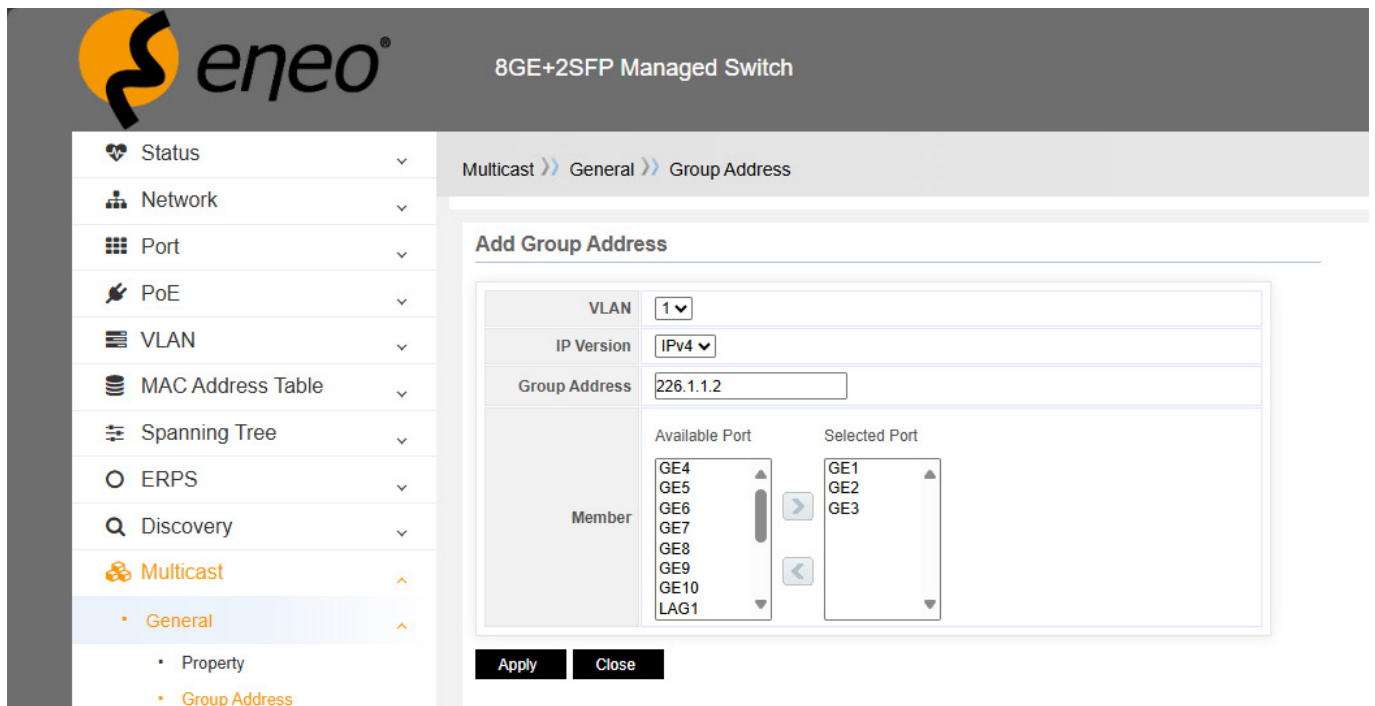 eneo®
8GE+2SFP Managed Switch
Status
Network
Port
PoE
VLAN
MAC Address Table
Spanning Tree
ERPS
Discovery
Multicast
General
Property
Group Address
Multicast 》 General 》 Group Address
Add Group Address
VLAN 1
IP Version IPv4
Group Address 226.1.1.2
Member
Available Port Selected Port
GE4 GE1
GE5 GE2
GE6 > GE3
GE7
GE8
GE9 <
GE10
LAG1
Apply Close